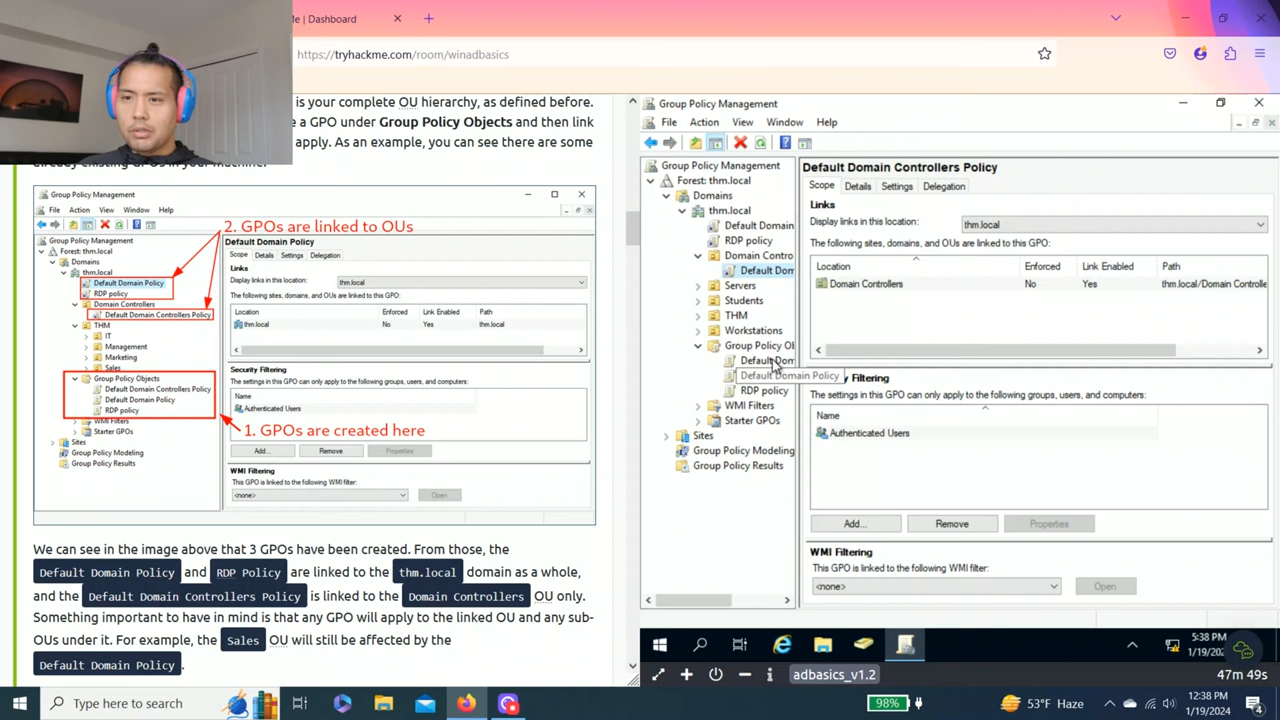 Me | Dashboard
https://tryhackme.com/room/winadbasics
is your complete OU hierarchy, as defined before.
a GPO under Group Policy Objects and then link
apply. As an example, you can see there are some
already existing GPOs in your machine:
Group Policy Management
File Action View Window Help
Group Policy Management
Forest: thm.local
Domains
thm.local
Default Domain Policy
RDP policy
Domain Controllers
Default Domain Controllers Policy
THM
IT
Management
Marketing
Sales
Group Policy Objects
Default Domain Controllers Policy
Default Domain Policy
RDP policy
WMI Filters
Starter GPOs
Sites
Group Policy Modeling
Group Policy Results
2. GPOs are linked to OUs
1. GPOs are created here
Default Domain Policy
Scope Details Settings Delegation
Links
Display links in this location: thm.local
The following sites, domains, and OUs are linked to this GPO:
Location Enforced Link Enabled Path
thm.local No Yes thm.local
Security Filtering
The settings in this GPO can only apply to the following groups, users, and computers:
Name
Authenticated Users
Add... Remove Properties
WMI Filtering
This GPO is linked to the following WMI filter:
<none> Open
We can see in the image above that 3 GPOs have been created. From those, the
Default Domain Policy and RDP Policy are linked to the thm.local domain as a whole,
and the Default Domain Controllers Policy is linked to the Domain Controllers OU only.
Something important to have in mind is that any GPO will apply to the linked OU and any sub-
OUs under it. For example, the Sales OU will still be affected by the
Default Domain Policy.
Group Policy Management
File Action View Window Help
Group Policy Management
Forest: thm.local
Domains
thm.local
Default Domain
RDP policy
Domain Contro
Default Dom
Servers
Students
THM
Workstations
Group Policy Ob
Default Dom
Default Domain Policy
RDP policy
WMI Filters
Starter GPOs
Sites
Group Policy Modeling
Group Policy Results
Default Domain Controllers Policy
Scope Details Settings Delegation
Links
Display links in this location: thm.local
The following sites, domains, and OUs are linked to this GPO:
Location Enforced Link Enabled Path
Domain Controllers No Yes thm.local/Domain Controlle
y Filtering
The settings in this GPO can only apply to the following groups, users, and computers:
Name
Authenticated Users
Add... Remove Properties
WMI Filtering
This GPO is linked to the following WMI filter:
<none> Open
5:38 PM
1/19/202
adbasics_v1.2
47m 49s
Type here to search
98%
53°F Haze
12:38 PM
1/19/2024
4